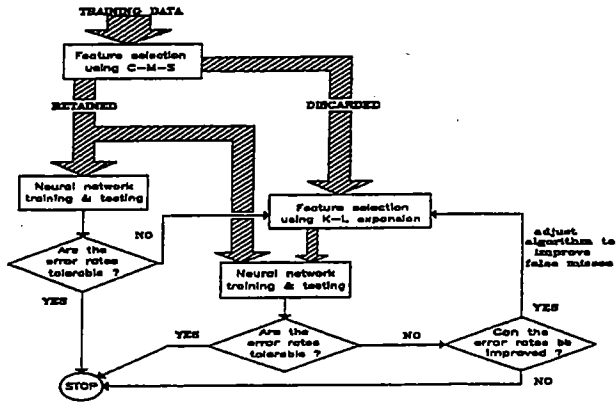 TRAINING DATA
Feature selection
using C-M-S
RETAINED
DISCARDED
Neural network
training & testing
Feature selection
using K-L expansion
NO
Are the
error rates
tolerable ?
adjust
algorithm to
improve
false misses
Neural network
training & testing
YES
YES
Are the
error rates
tolerable ?
NO
YES
Can the
error rates be
improved ?
STOP
NO